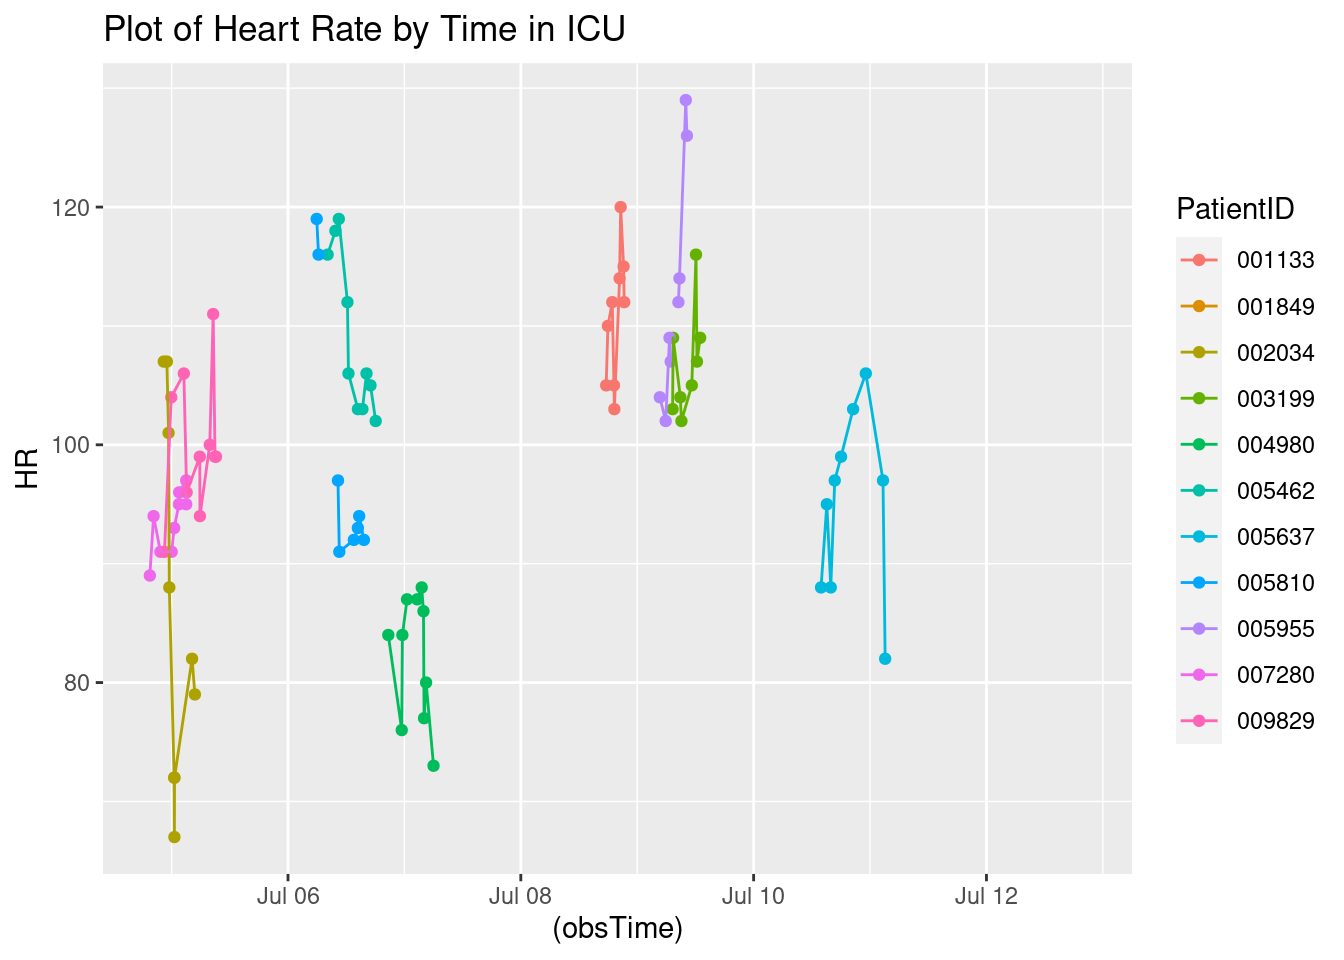 Plot of Heart Rate by Time in ICU
HR
120
100
80
Jul 06
Jul 08
Jul 10
Jul 12
(obsTime)
PatientID
001133
001849
002034
003199
004980
005462
005637
005810
005955
007280
009829